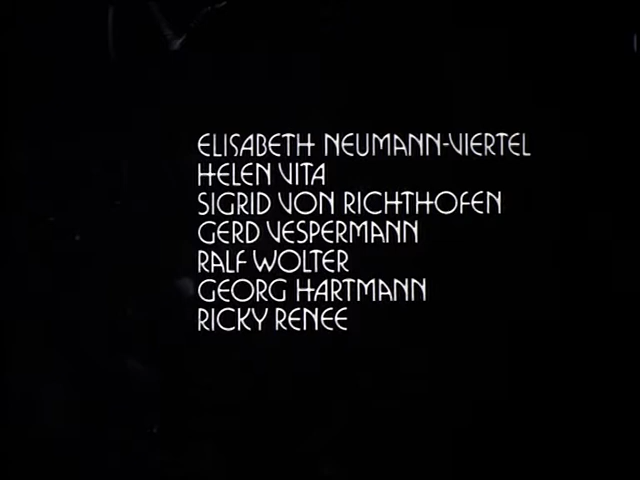 ELISABETH NEUMANN-VIERTEL
HELEN VITA
SIGRID VON RICHTHOFEN
GERD VESPERMANN
RALF WOLTER
GEORG HARTMANN
RICKY RENEE